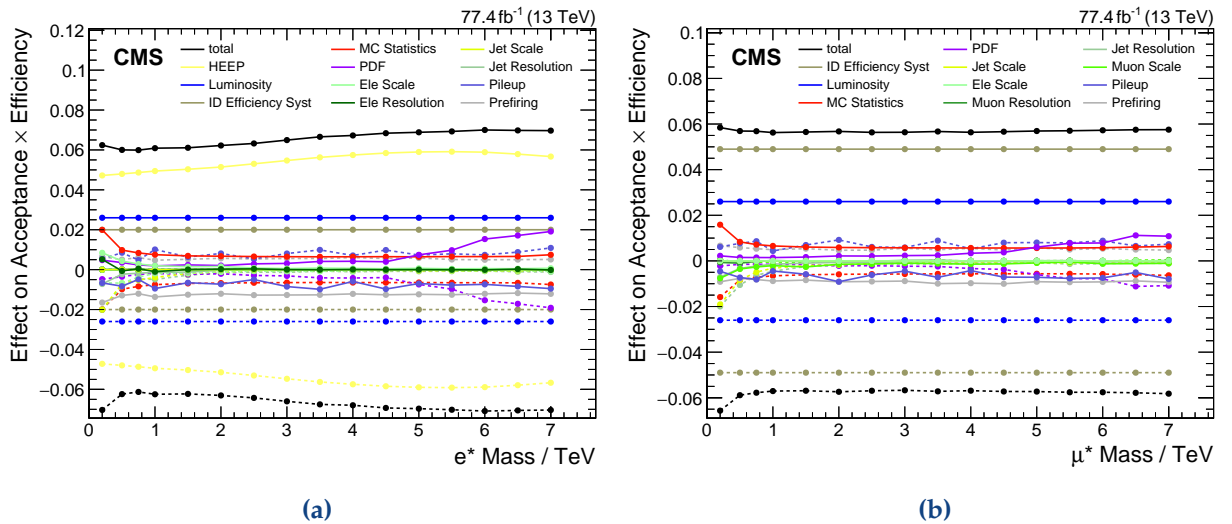 77.4 fb⁻¹ (13 TeV)
CMS
total
HEEP
Luminosity
ID Efficiency Syst
MC Statistics
PDF
Ele Scale
Ele Resolution
Jet Scale
Jet Resolution
Pileup
Prefiring
Effect on Acceptance × Efficiency
0.12
0.1
0.08
0.06
0.04
0.02
0
−0.02
−0.04
−0.06
0 1 2 3 4 5 6 7
e* Mass / TeV
(a)
77.4 fb⁻¹ (13 TeV)
CMS
total
ID Efficiency Syst
Luminosity
MC Statistics
PDF
Jet Scale
Ele Scale
Muon Resolution
Jet Resolution
Muon Scale
Pileup
Prefiring
Effect on Acceptance × Efficiency
0.1
0.08
0.06
0.04
0.02
0
−0.02
−0.04
−0.06
0 1 2 3 4 5 6 7
μ* Mass / TeV
(b)